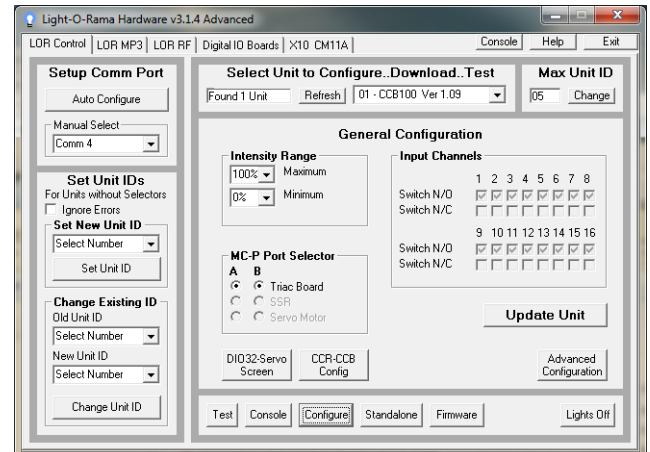 Light-O-Rama Hardware v3.1.4 Advanced
LOR Control LOR MP3 LOR RF Digital IO Boards X10 CM11A Console Help Exit
Setup Comm Port
Auto Configure
Manual Select
Comm 4
Select Unit to Configure..Download..Test
Found 1 Unit Refresh 01 - CCB100 Ver 1.09
Max Unit ID
05 Change
Set Unit IDs
For Units without Selectors
Ignore Errors
Set New Unit ID
Select Number
Set Unit ID
Change Existing ID
Old Unit ID
Select Number
New Unit ID
Select Number
Change Unit ID
General Configuration
Intensity Range
100% Maximum
0% Minimum
Input Channels
1 2 3 4 5 6 7 8
Switch N/O
Switch N/C
9 10 11 12 13 14 15 16
Switch N/O
Switch N/C
MC-P Port Selector
A B
Triac Board
SSR
Servo Motor
Update Unit
DIO32-Servo Screen
CCR-CCB Config
Advanced Configuration
Test Console Configure Standalone Firmware Lights Off